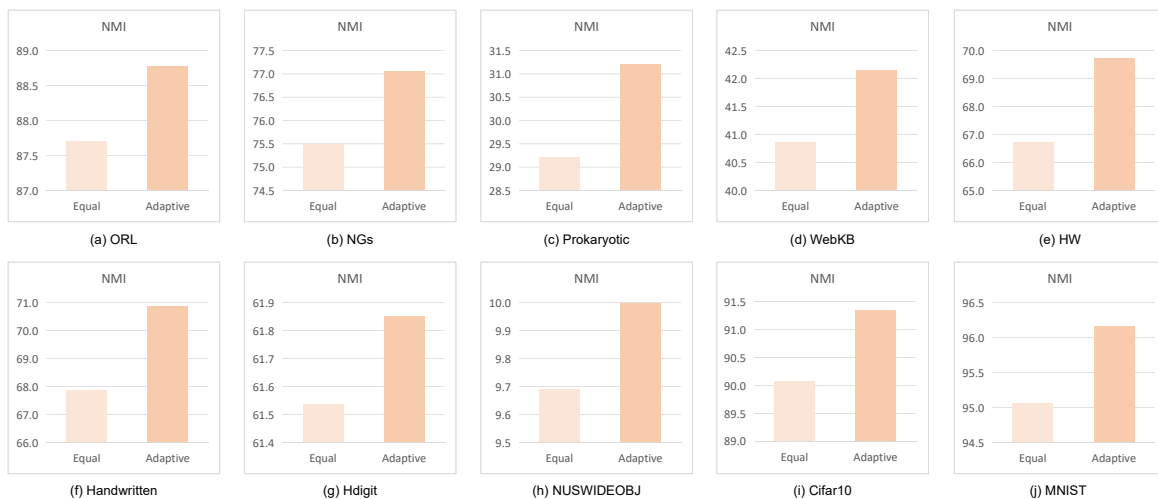 NMI
89.0
88.5
88.0
87.5
87.0
Equal Adaptive
(a) ORL
NMI
77.5
77.0
76.5
76.0
75.5
75.0
74.5
Equal Adaptive
(b) NGs
NMI
31.5
31.0
30.5
30.0
29.5
29.0
28.5
Equal Adaptive
(c) Prokaryotic
NMI
42.5
42.0
41.5
41.0
40.5
40.0
Equal Adaptive
(d) WebKB
NMI
70.0
69.0
68.0
67.0
66.0
65.0
Equal Adaptive
(e) HW
NMI
71.0
70.0
69.0
68.0
67.0
66.0
Equal Adaptive
(f) Handwritten
NMI
61.9
61.8
61.7
61.6
61.5
61.4
Equal Adaptive
(g) Hdigit
NMI
10.0
9.9
9.8
9.7
9.6
9.5
Equal Adaptive
(h) NUSWIDEOBJ
NMI
91.5
91.0
90.5
90.0
89.5
89.0
Equal Adaptive
(i) Cifar10
NMI
96.5
96.0
95.5
95.0
94.5
Equal Adaptive
(j) MNIST